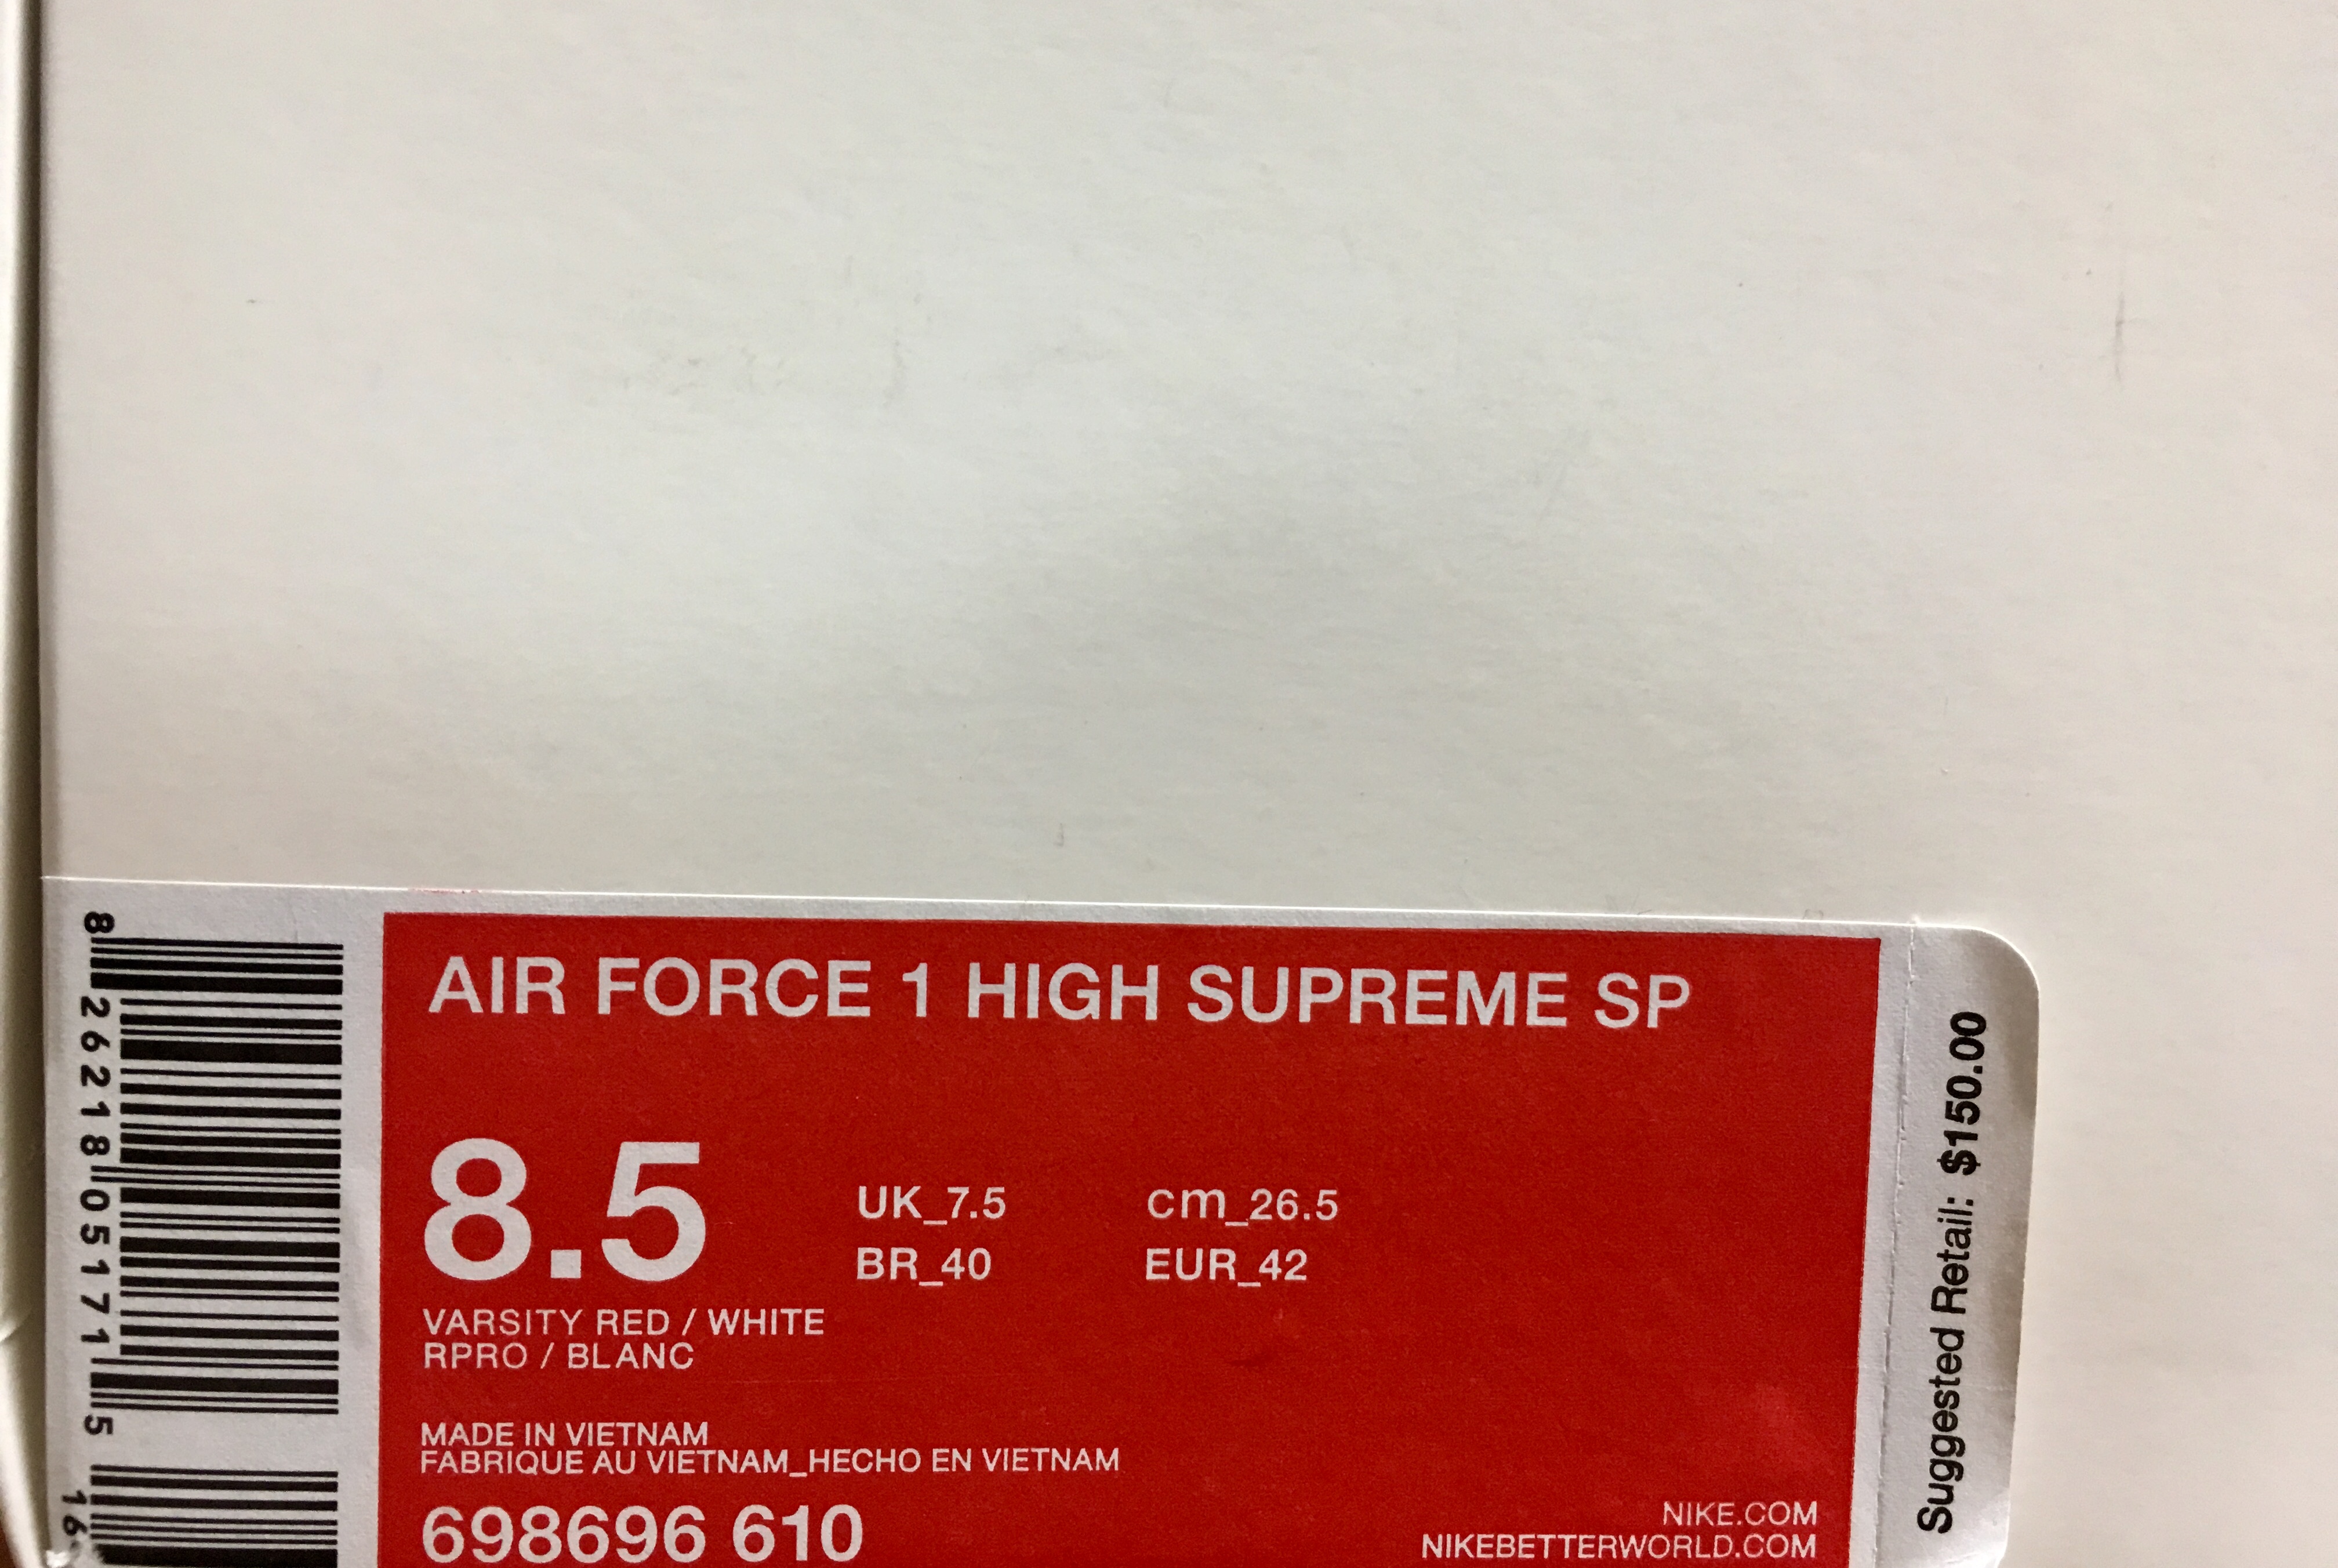 AIR FORCE 1 HIGH SUPREME SP
8.5
UK_7.5 cm_26.5
BR_40 EUR_42
VARSITY RED / WHITE
RPRO / BLANC
MADE IN VIETNAM
FABRIQUE AU VIETNAM_HECHO EN VIETNAM
698696 610
NIKE.COM
NIKEBETTERWORLD.COM
8 26218 05171 5
16
Suggested Retail: $150.00